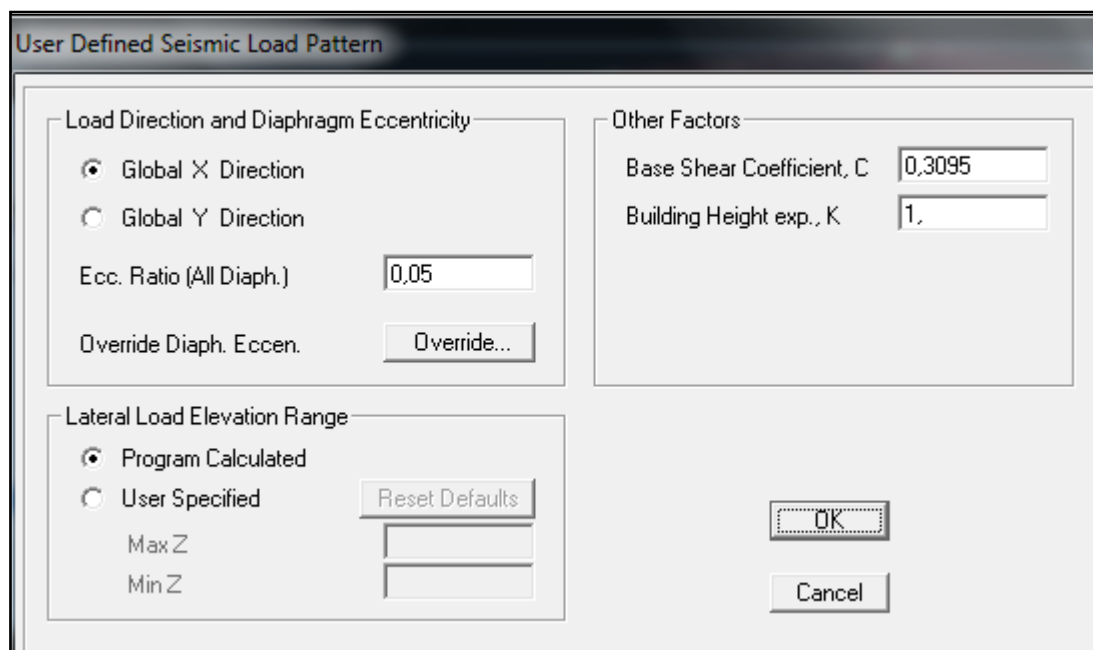 User Defined Seismic Load Pattern
Load Direction and Diaphragm Eccentricity
Global X Direction
Global Y Direction
Ecc. Ratio (All Diaph.) 0,05
Override Diaph. Eccen. Override...
Other Factors
Base Shear Coefficient, C 0,3095
Building Height exp., K 1,
Lateral Load Elevation Range
Program Calculated
User Specified Reset Defaults
Max Z
Min Z
OK
Cancel